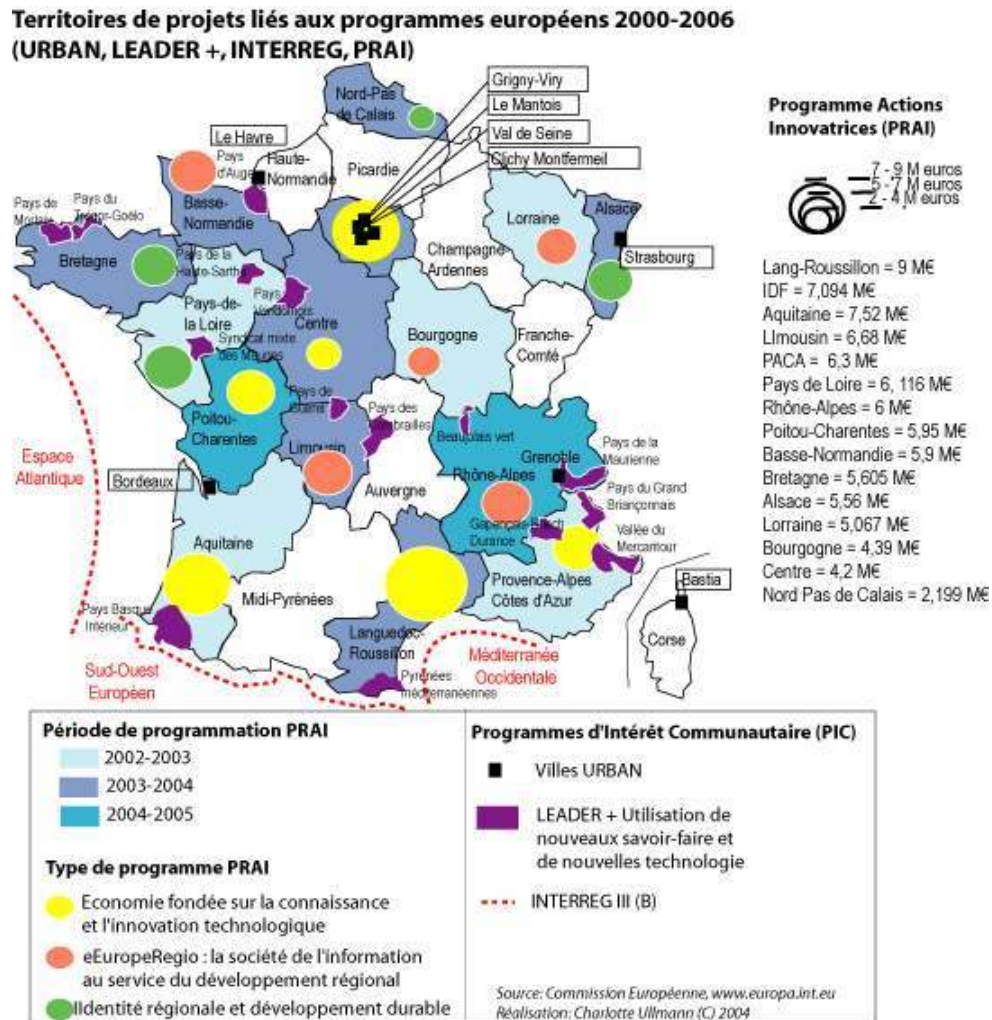 Territoires de projets liés aux programmes européens 2000-2006
(URBAN, LEADER +, INTERREG, PRAI)
Grigny-Viry
Le Mantois
Val de Seine
Clichy Montfermeil
Nord-Pas
de Calais
Le Havre
Pays
d'Auge
Haute-
Normandie
Picardie
Basse-
Normandie
Pays de
Morlaix
Pays du
Trégor-Goélo
Bretagne
Lorraine
Alsace
Strasbourg
Champagne-
Ardennes
Pays de la
Haute-Sarthe
Pays-de-
la Loire
Pays
Vendomois
Centre
Syndicat mixte
des Mauges
Bourgogne
Franche-
Comté
Poitou-
Charentes
Pays de
Limousin
Pays des
Combrailles
Auvergne
Beaujolais vert
Rhône-Alpes
Grenoble
Pays de la
Maurienne
Pays du Grand
Briançonnais
Vallée du
Mercantour
Durance
Espace
Atlantique
Bordeaux
Aquitaine
Midi-Pyrénées
Provence-Alpes
Côtes d'Azur
Bastia
Corse
Pays Basque
Intérieur
Languedoc-
Roussillon
Méditerranée
Occidentale
Sud-Ouest
Européen
Pyrénées
méditerranéennes
Programme Actions
Innovatrices (PRAI)
7 - 9 M euros
5 -7 M euros
2 - 4 M euros
Lang-Roussillon = 9 M€
IDF = 7,094 M€
Aquitaine = 7,52 M€
LImousin = 6,68 M€
PACA = 6,3 M€
Pays de Loire = 6, 116 M€
Rhône-Alpes = 6 M€
Poitou-Charentes = 5,95 M€
Basse-Normandie = 5,9 M€
Bretagne = 5,605 M€
Alsace = 5,56 M€
Lorraine = 5,067 M€
Bourgogne = 4,39 M€
Centre = 4,2 M€
Nord Pas de Calais = 2,199 M€
Période de programmation PRAI
2002-2003
2003-2004
2004-2005
Type de programme PRAI
Economie fondée sur la connaissance
et l'innovation technologique
eEuropeRegio : la société de l'information
au service du développement régional
IIdentité régionale et développement durable
Programmes d'Intérêt Communautaire (PIC)
Villes URBAN
LEADER + Utilisation de
nouveaux savoir-faire et
de nouvelles technologie
INTERREG III (B)
Source: Commission Européenne, www.europa.int.eu
Réalisation: Charlotte Ullmann (C) 2004